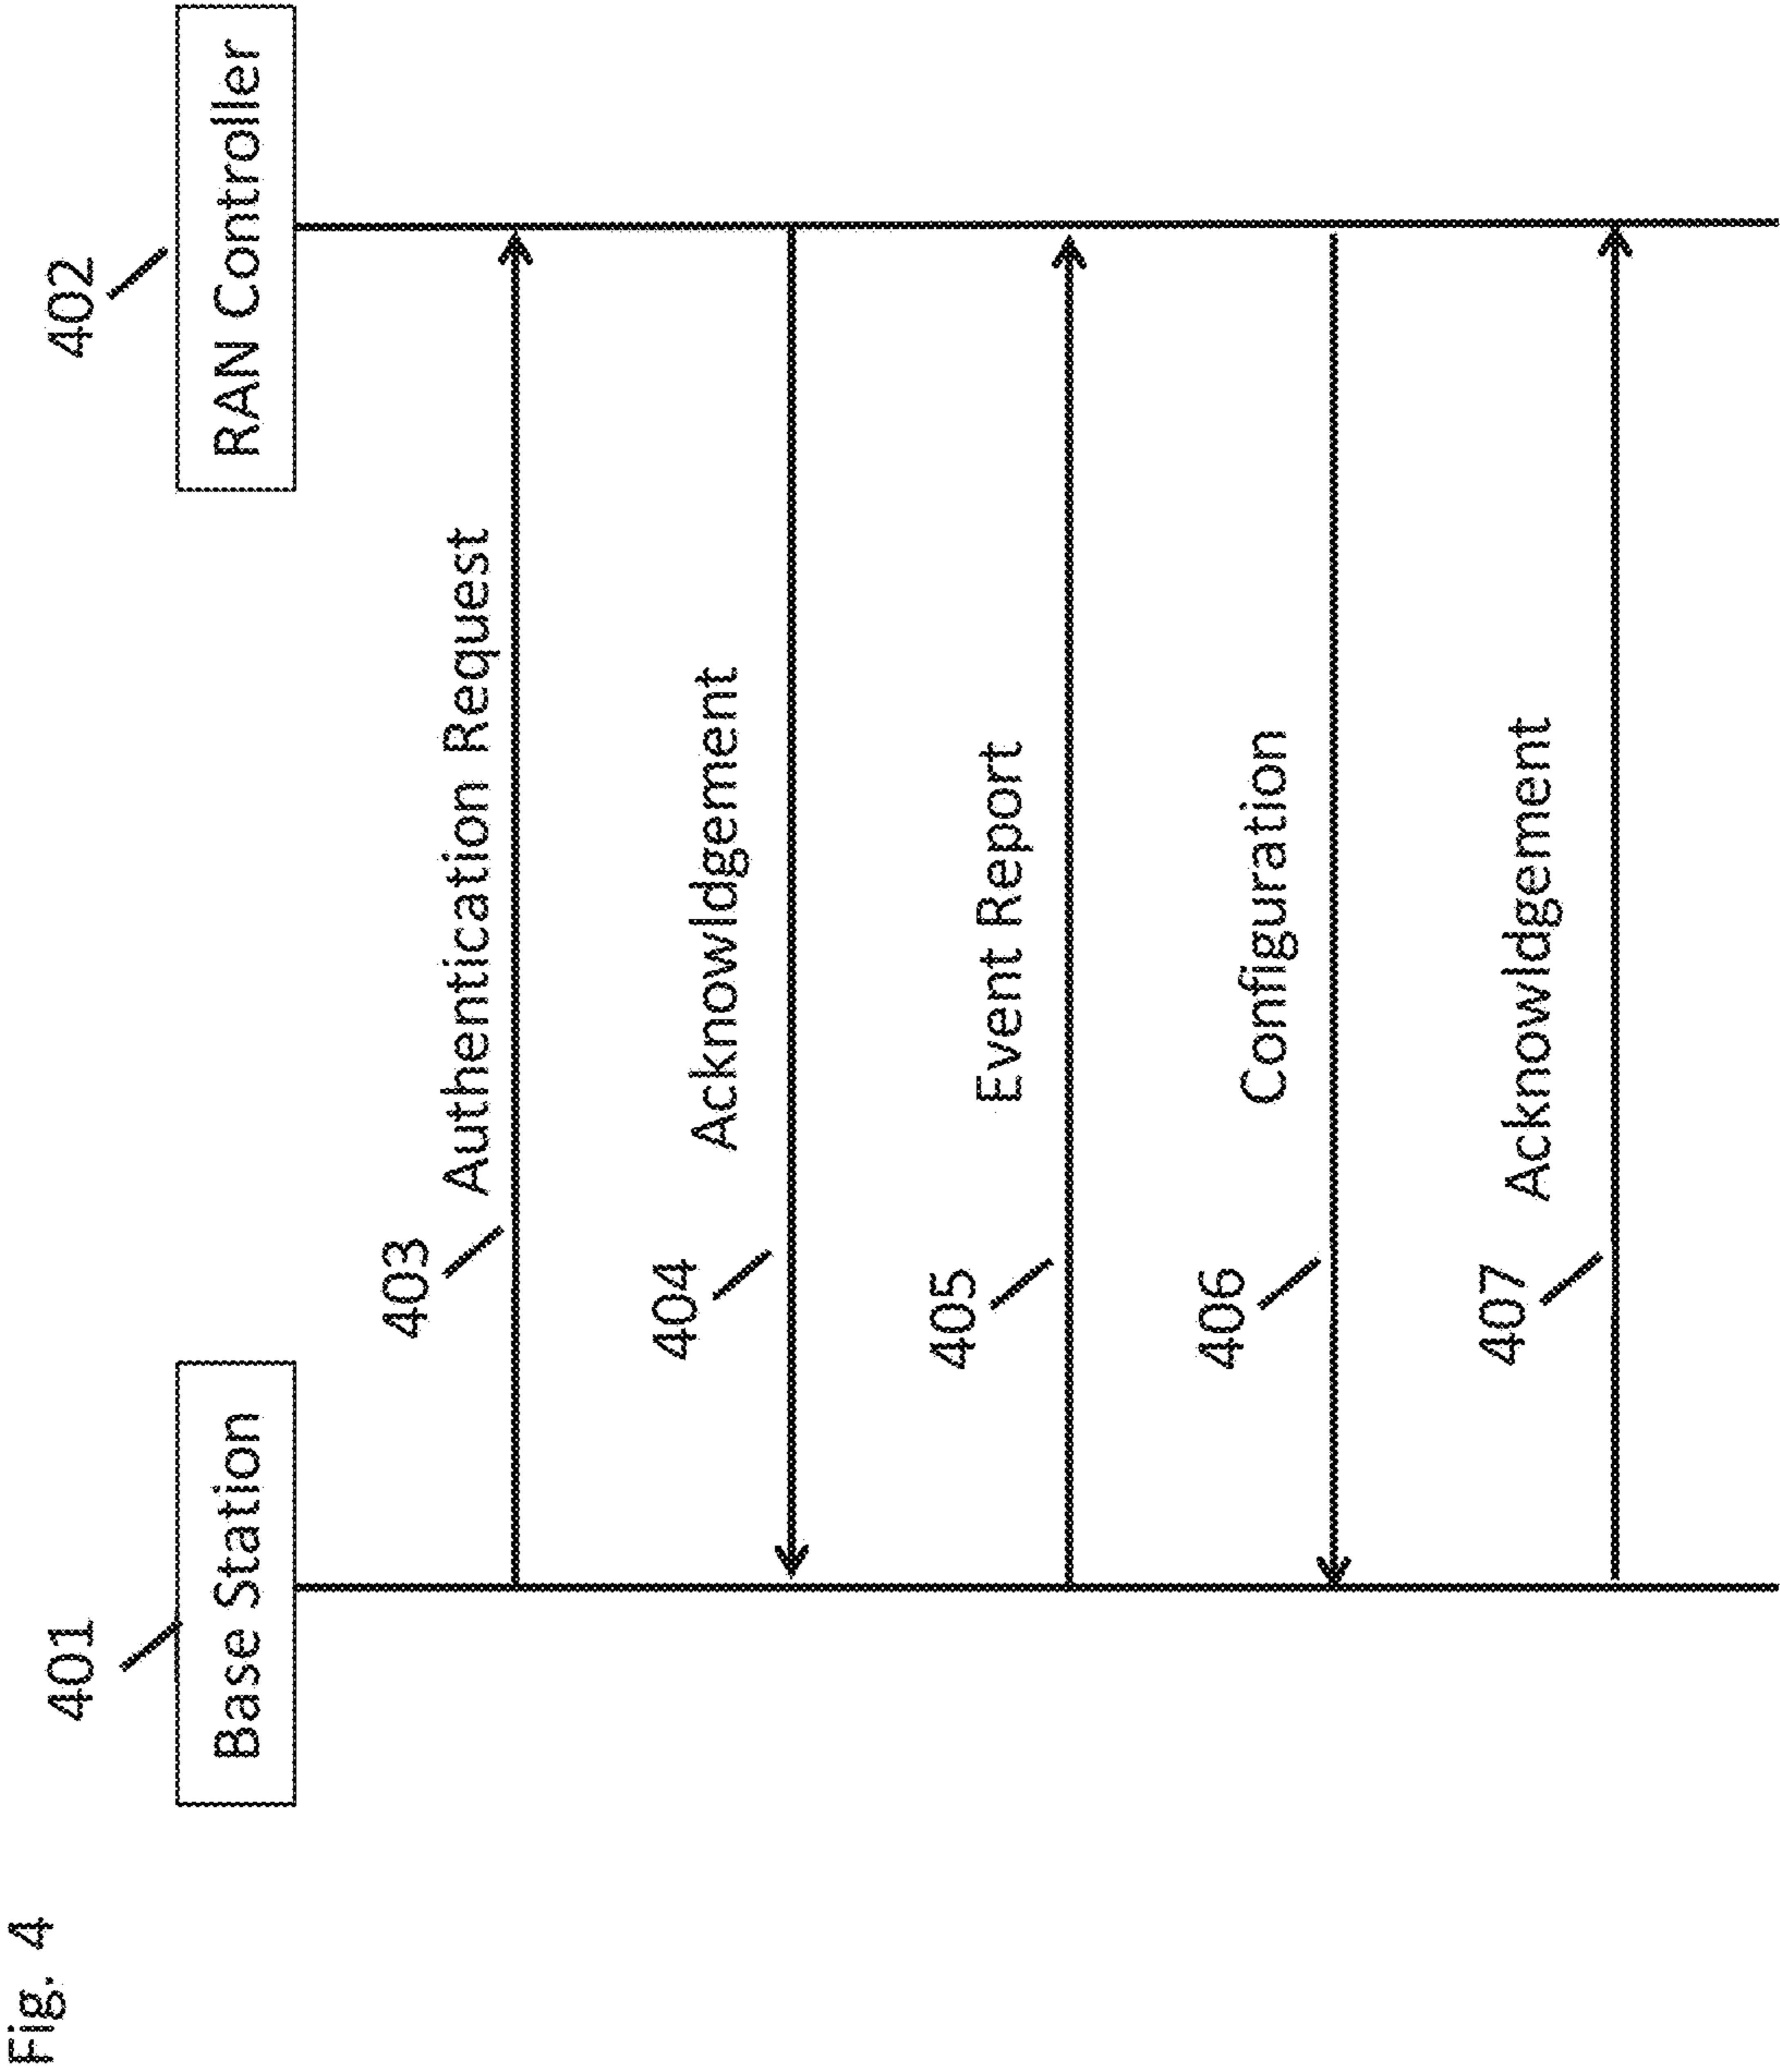 Fig. 4
401
402
Base Station
RAN Controller
403
Authentication Request
404
Acknowldgement
405
Event Report
406
Configuration
407
Acknowldgement